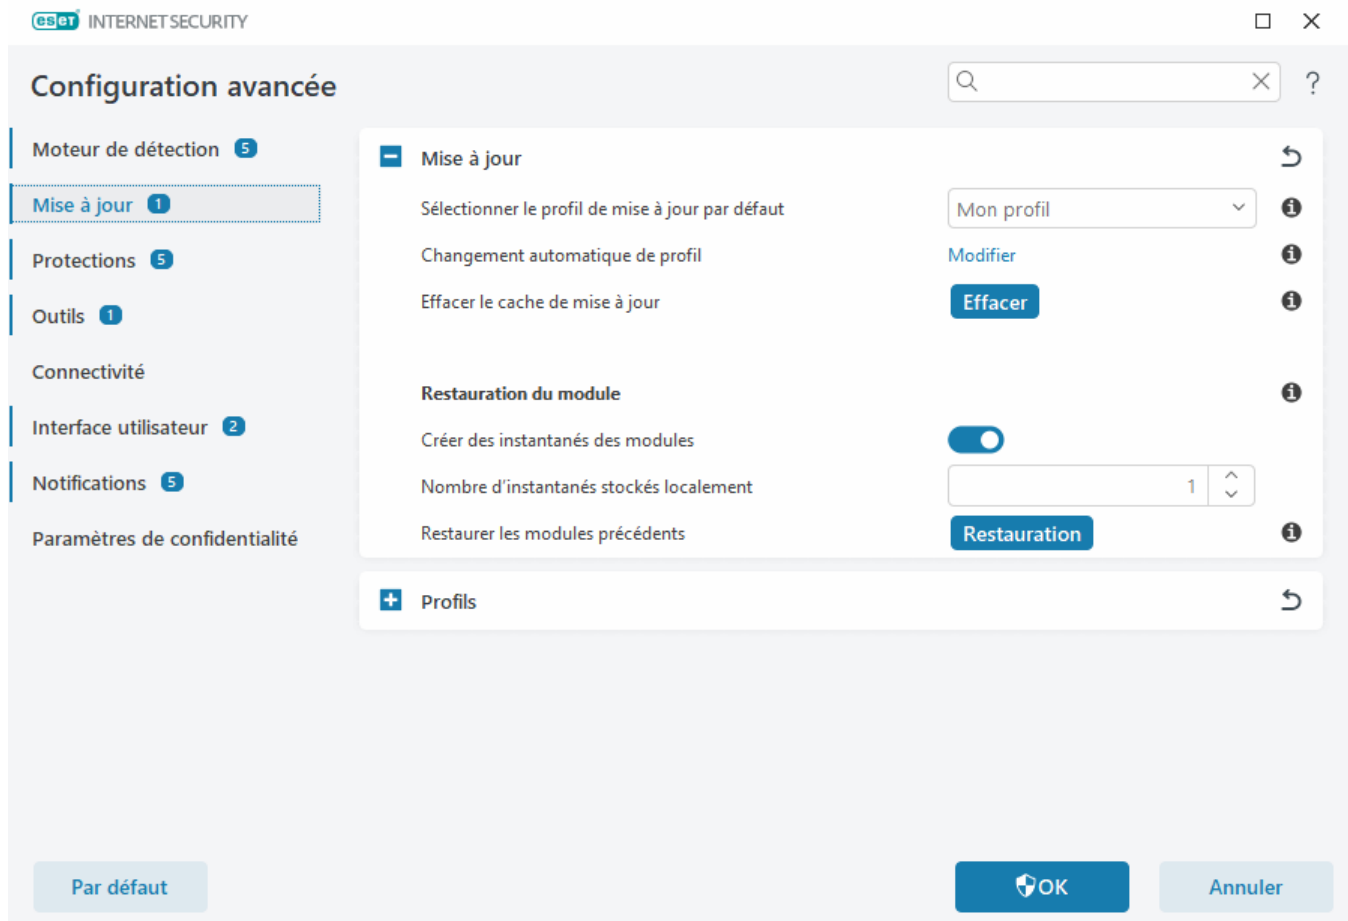 eset INTERNET SECURITY
Configuration avancée
?
Moteur de détection 5
Mise à jour 1
Protections 5
Outils 1
Connectivité
Interface utilisateur 2
Notifications 5
Paramètres de confidentialité
Mise à jour
Sélectionner le profil de mise à jour par défaut Mon profil
Changement automatique de profil Modifier
Effacer le cache de mise à jour Effacer
Restauration du module
Créer des instantanés des modules
Nombre d'instantanés stockés localement 1
Restaurer les modules précédents Restauration
Profils
Par défaut OK Annuler